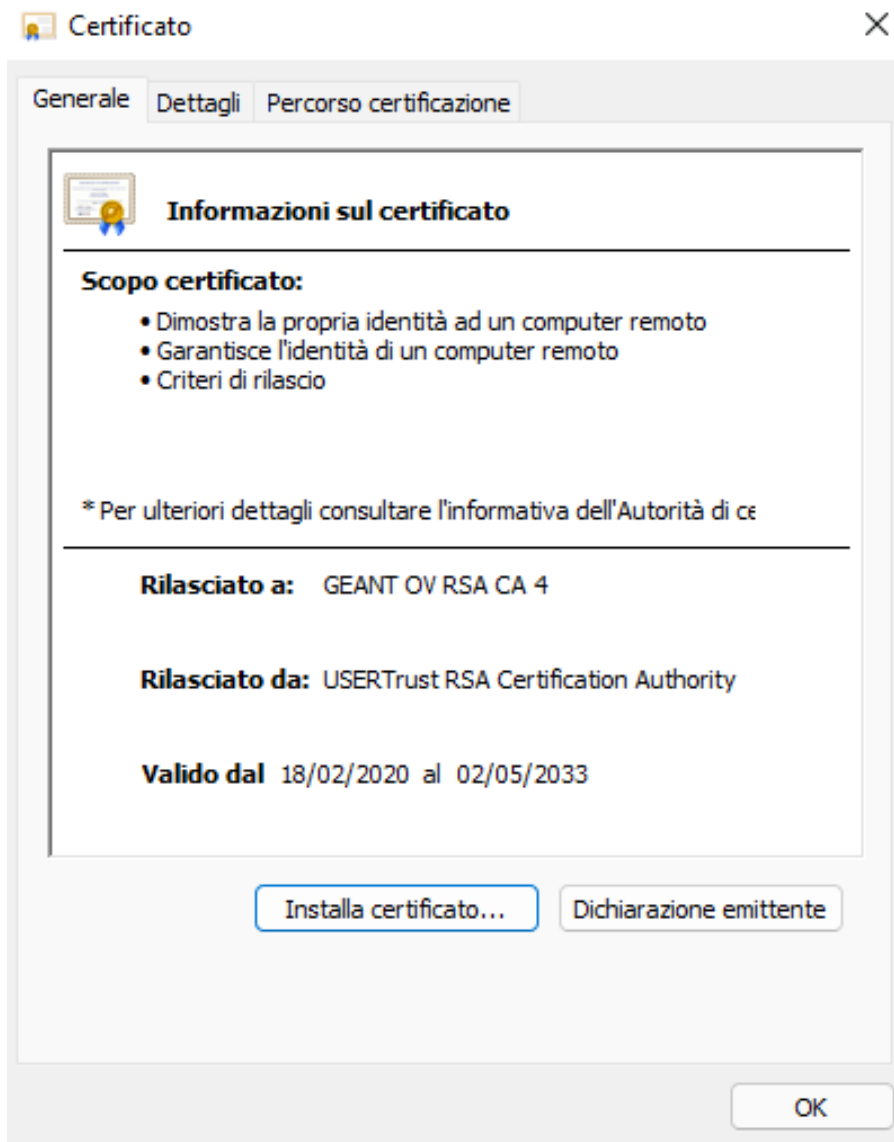 Certificato
Generale Dettagli Percorso certificazione
Informazioni sul certificato
Scopo certificato:
• Dimostra la propria identità ad un computer remoto
• Garantisce l'identità di un computer remoto
• Criteri di rilascio
* Per ulteriori dettagli consultare l'informativa dell'Autorità di ce
Rilasciato a: GEANT OV RSA CA 4
Rilasciato da: USERTrust RSA Certification Authority
Valido dal 18/02/2020 al 02/05/2033
Installa certificato... Dichiarazione emittente
OK